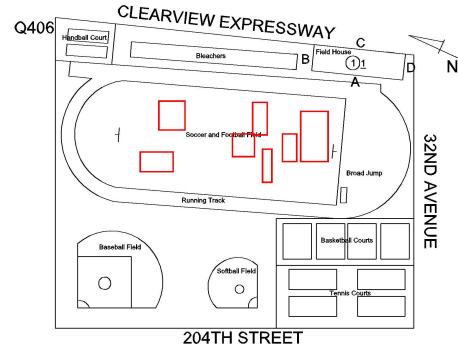 CLEARVIEW EXPRESSWAY
Q406
Handball Court
Bleachers
Field House
C
B
1 1
D
A
N
Soccer and Football Field
Broad Jump
Running Track
32ND AVENUE
Baseball Field
Basketball Courts
Softball Field
Tennis Courts
204TH STREET